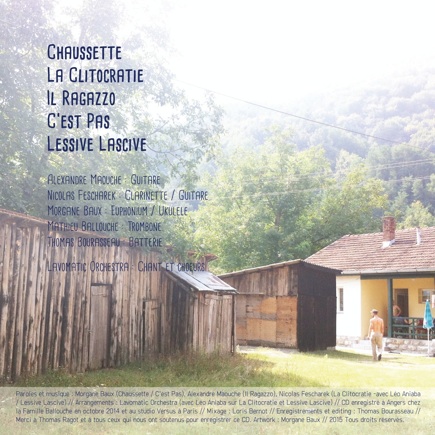 Chaussette
La Clitocratie
Il Ragazzo
C'est Pas
Lessive Lascive
Alexandre Maouche : Guitare
Nicolas Fescharek : Clarinette / Guitare
Morgane Baux : Euphonium / Ukulele
Matileu Ballouche : Trombone
Thomas Bourasseau : Batterie
Lavomatic Orchestra : Chant et choeurs
Paroles et musique : Morgane Baux (Chaussette / C'est Pas), Alexandre Maouche (Il Ragazzo), Nicolas Fescharek (La Clitocratie -avec Léo Aniaba
/ Lessive Lascive) // Arrangements : Lavomatic Orchestra (avec Léo Aniaba sur La Clitocratie et Lessive Lascive) // CD enregistré à Angers chez
la Famille Ballouche en octobre 2014 et au studio Versus à Paris // Mixage : Loris Bernot // Enregistrements et editing : Thomas Bourasseau //
Merci à Thomas Ragot et à tous ceux qui nous ont soutenus pour enregistrer ce CD. Artwork : Morgane Baux // 2015 Tous droits réservés.